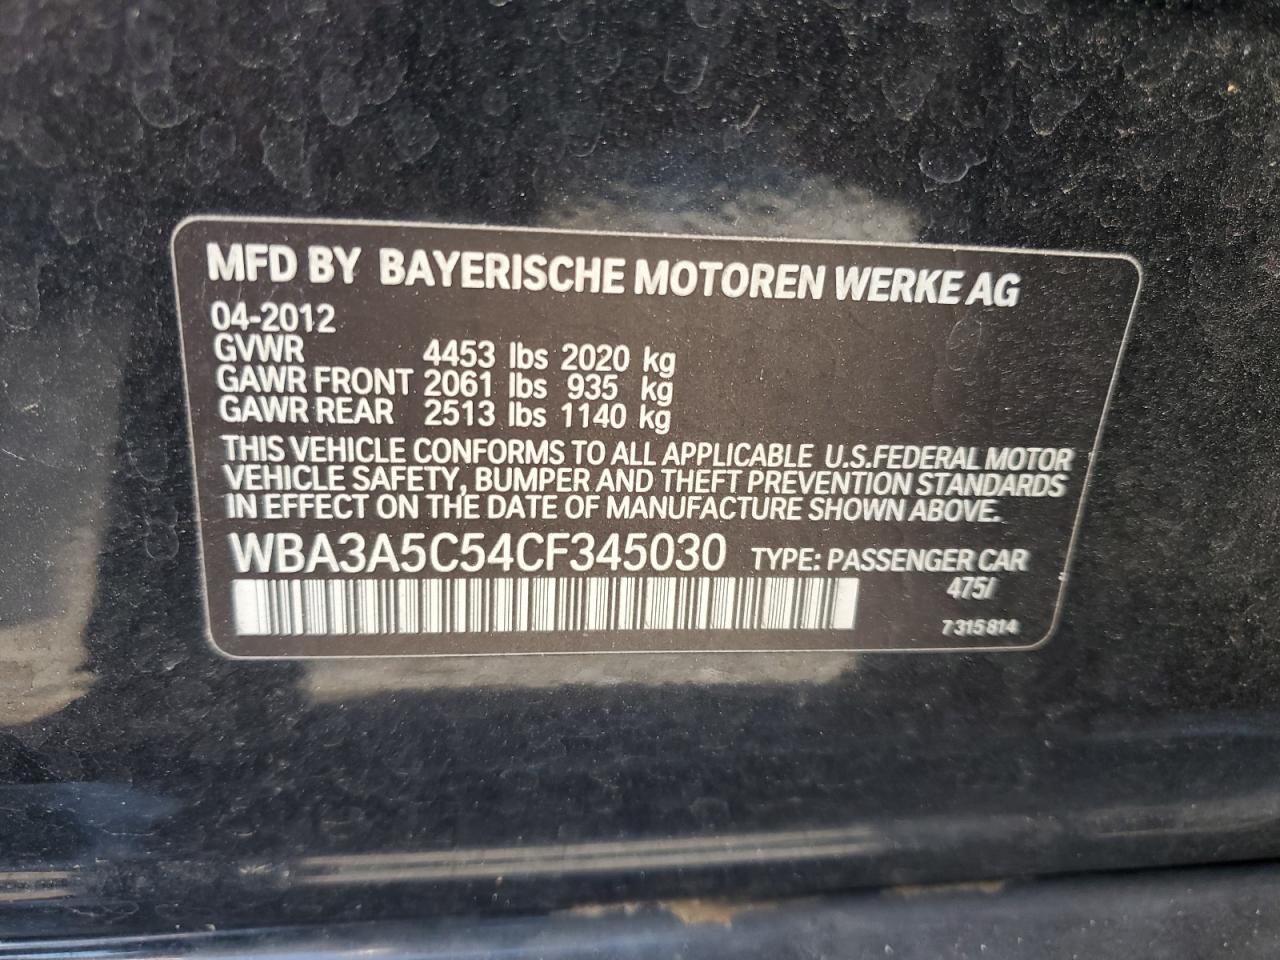 MFD BY BAYERISCHE MOTOREN WERKE AG
04-2012
GVWR 4453 lbs 2020 kg
GAWR FRONT 2061 lbs 935 kg
GAWR REAR 2513 lbs 1140 kg
THIS VEHICLE CONFORMS TO ALL APPLICABLE U.S.FEDERAL MOTOR
VEHICLE SAFETY, BUMPER AND THEFT PREVENTION STANDARDS
IN EFFECT ON THE DATE OF MANUFACTURE SHOWN ABOVE.
WBA3A5C54CF345030 TYPE: PASSENGER CAR
475/
7 315 814